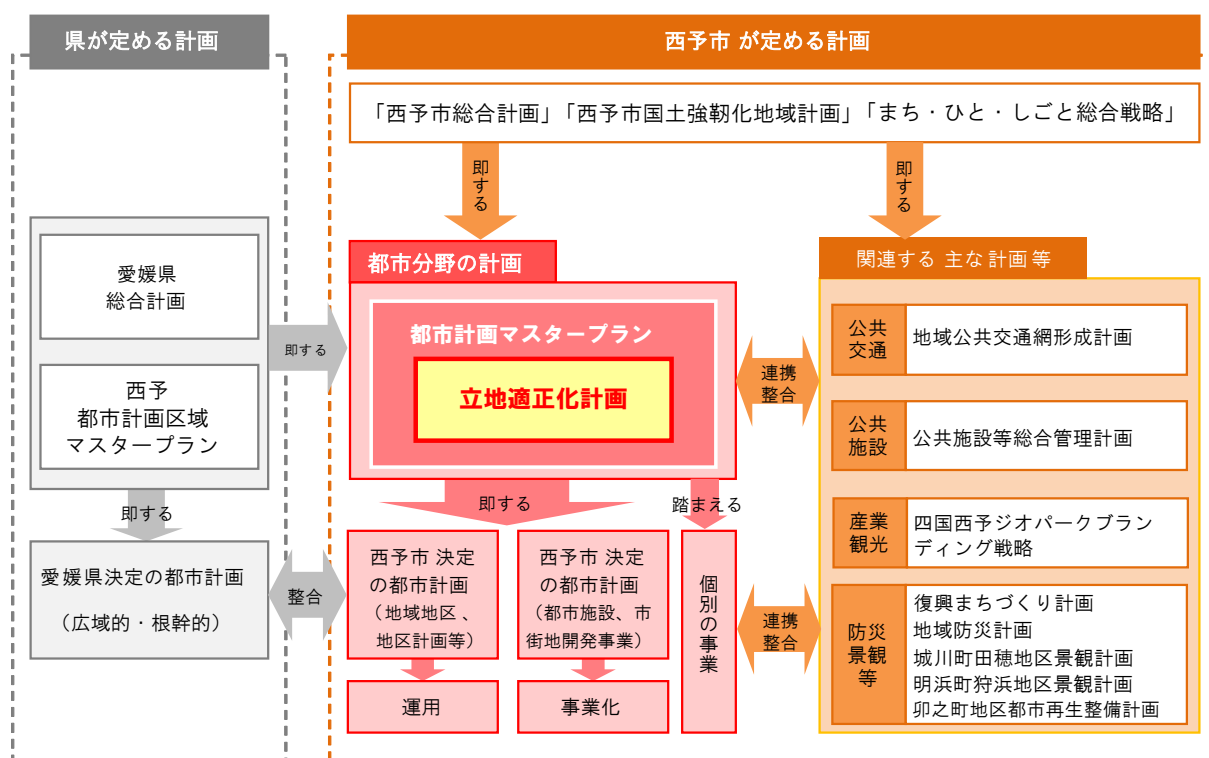 県が定める計画
西予市 が定める計画
「西予市総合計画」「西予市国土強靭化地域計画」「まち・ひと・しごと総合戦略」
即する
即する
愛媛県
総合計画
西予
都市計画区域
マスタープラン
即する
愛媛県決定の都市計画
（広域的・根幹的）
即する
整合
都市分野の計画
都市計画マスタープラン
立地適正化計画
即する
踏まえる
西予市 決定
の都市計画
（地域地区、
地区計画等）
運用
西予市 決定
の都市計画
（都市施設、市
街地開発事業）
事業化
個別の事業
連携
整合
連携
整合
関連する 主な計画等
公共
交通
地域公共交通網形成計画
公共
施設
公共施設等総合管理計画
産業
観光
四国西予ジオパークブラン
ディング戦略
防災
景観
等
復興まちづくり計画
地域防災計画
城川町田穂地区景観計画
明浜町狩浜地区景観計画
卯之町地区都市再生整備計画